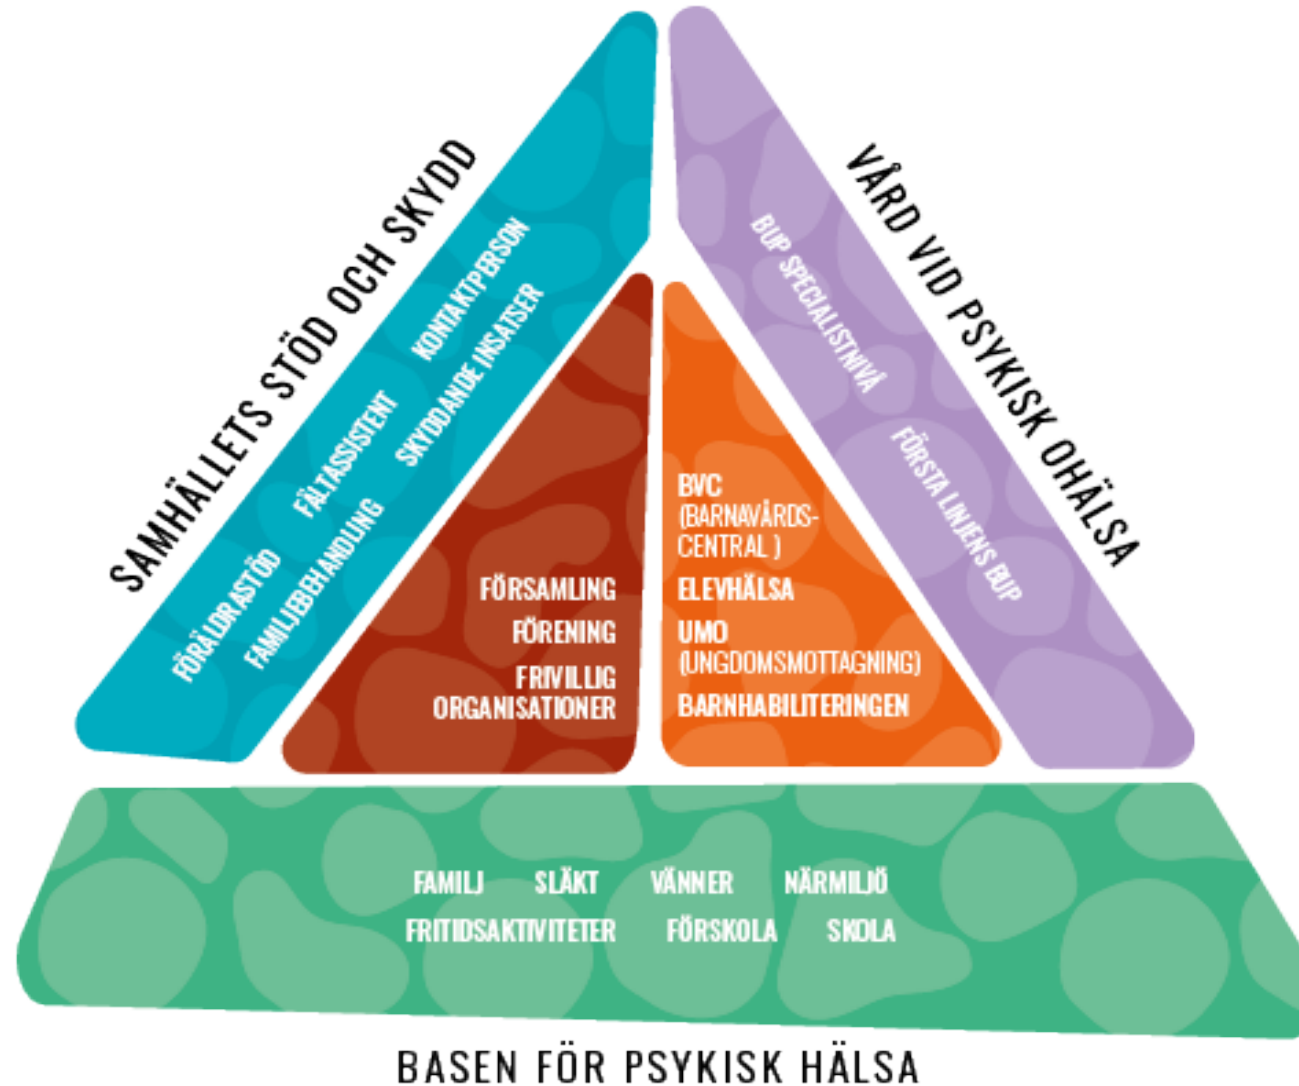 SAMHÄLLETS STÖD OCH SKYDD
VÅRD VID PSYKISK OHÄLSA
KONTAKTPERSON
SKYDDANDE INSATSER
FÄLTASSISTENT
FAMILJEBEHANDLING
FÖRÄLDRASTÖD
BUP SPECIALISTNIVÅ
FÖRSTA LINJENS BUP
FÖRSAMLING
FÖRENING
FRIVILLIG
ORGANISATIONER
BVC
(BARNAVÅRDS-
CENTRAL )
ELEVHÄLSA
UMO
(UNGDOMSMOTTAGNING)
BARNHABILITERINGEN
FAMILJ SLÄKT VÄNNER NÄRMILJÖ
FRITIDSAKTIVITETER FÖRSKOLA SKOLA
BASEN FÖR PSYKISK HÄLSA